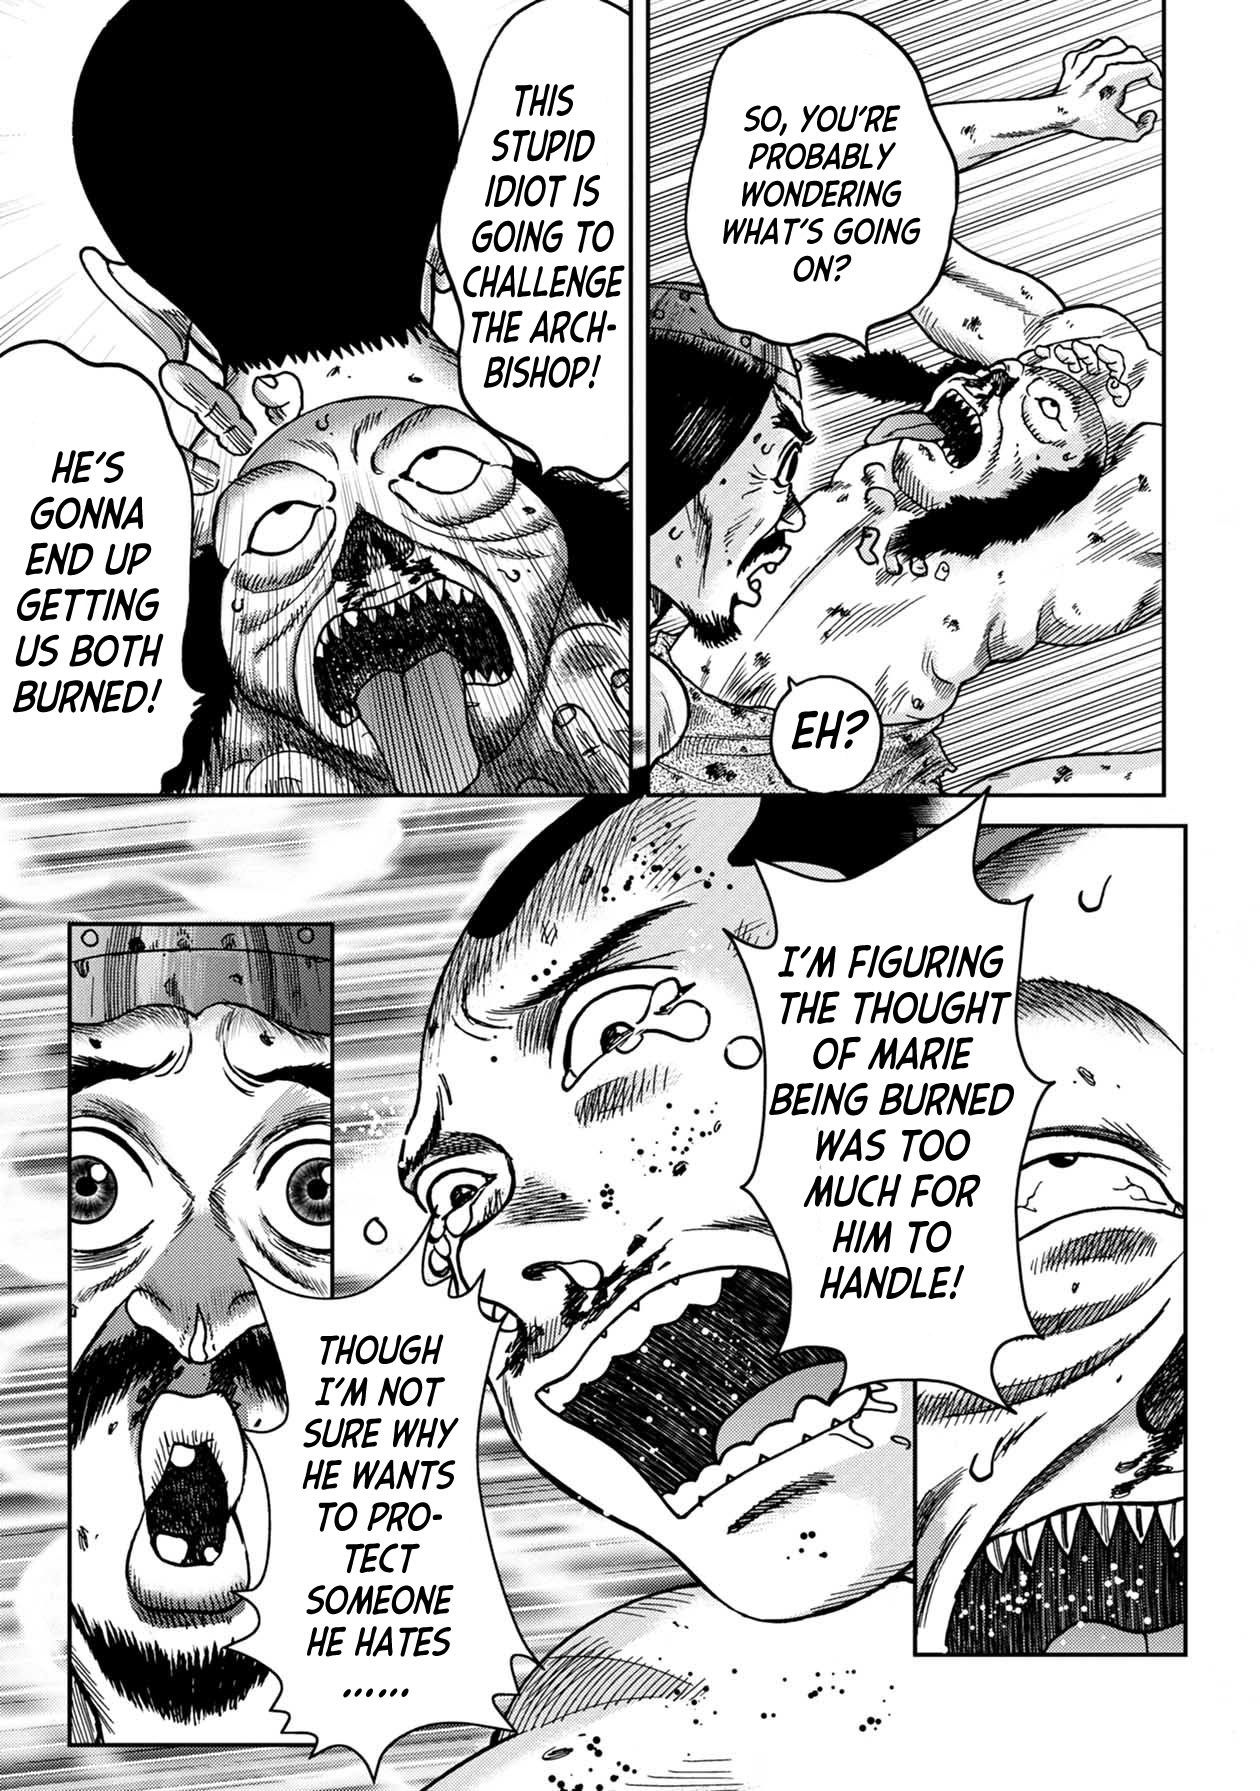 SO, YOU'RE
PROBABLY
WONDERING
WHAT'S GOING
ON?
EH?
THIS
STUPID
IDIOT IS
GOING TO
CHALLENGE
THE ARCH-
BISHOP!
HE'S
GONNA
END UP
GETTING
US BOTH
BURNED!
I'M FIGURING
THE THOUGHT
OF MARIE
BEING BURNED
WAS TOO
MUCH FOR
HIM TO
HANDLE!
THOUGH
I'M NOT
SURE WHY
HE WANTS
TO PRO-
TECT
SOMEONE
HE HATES
......